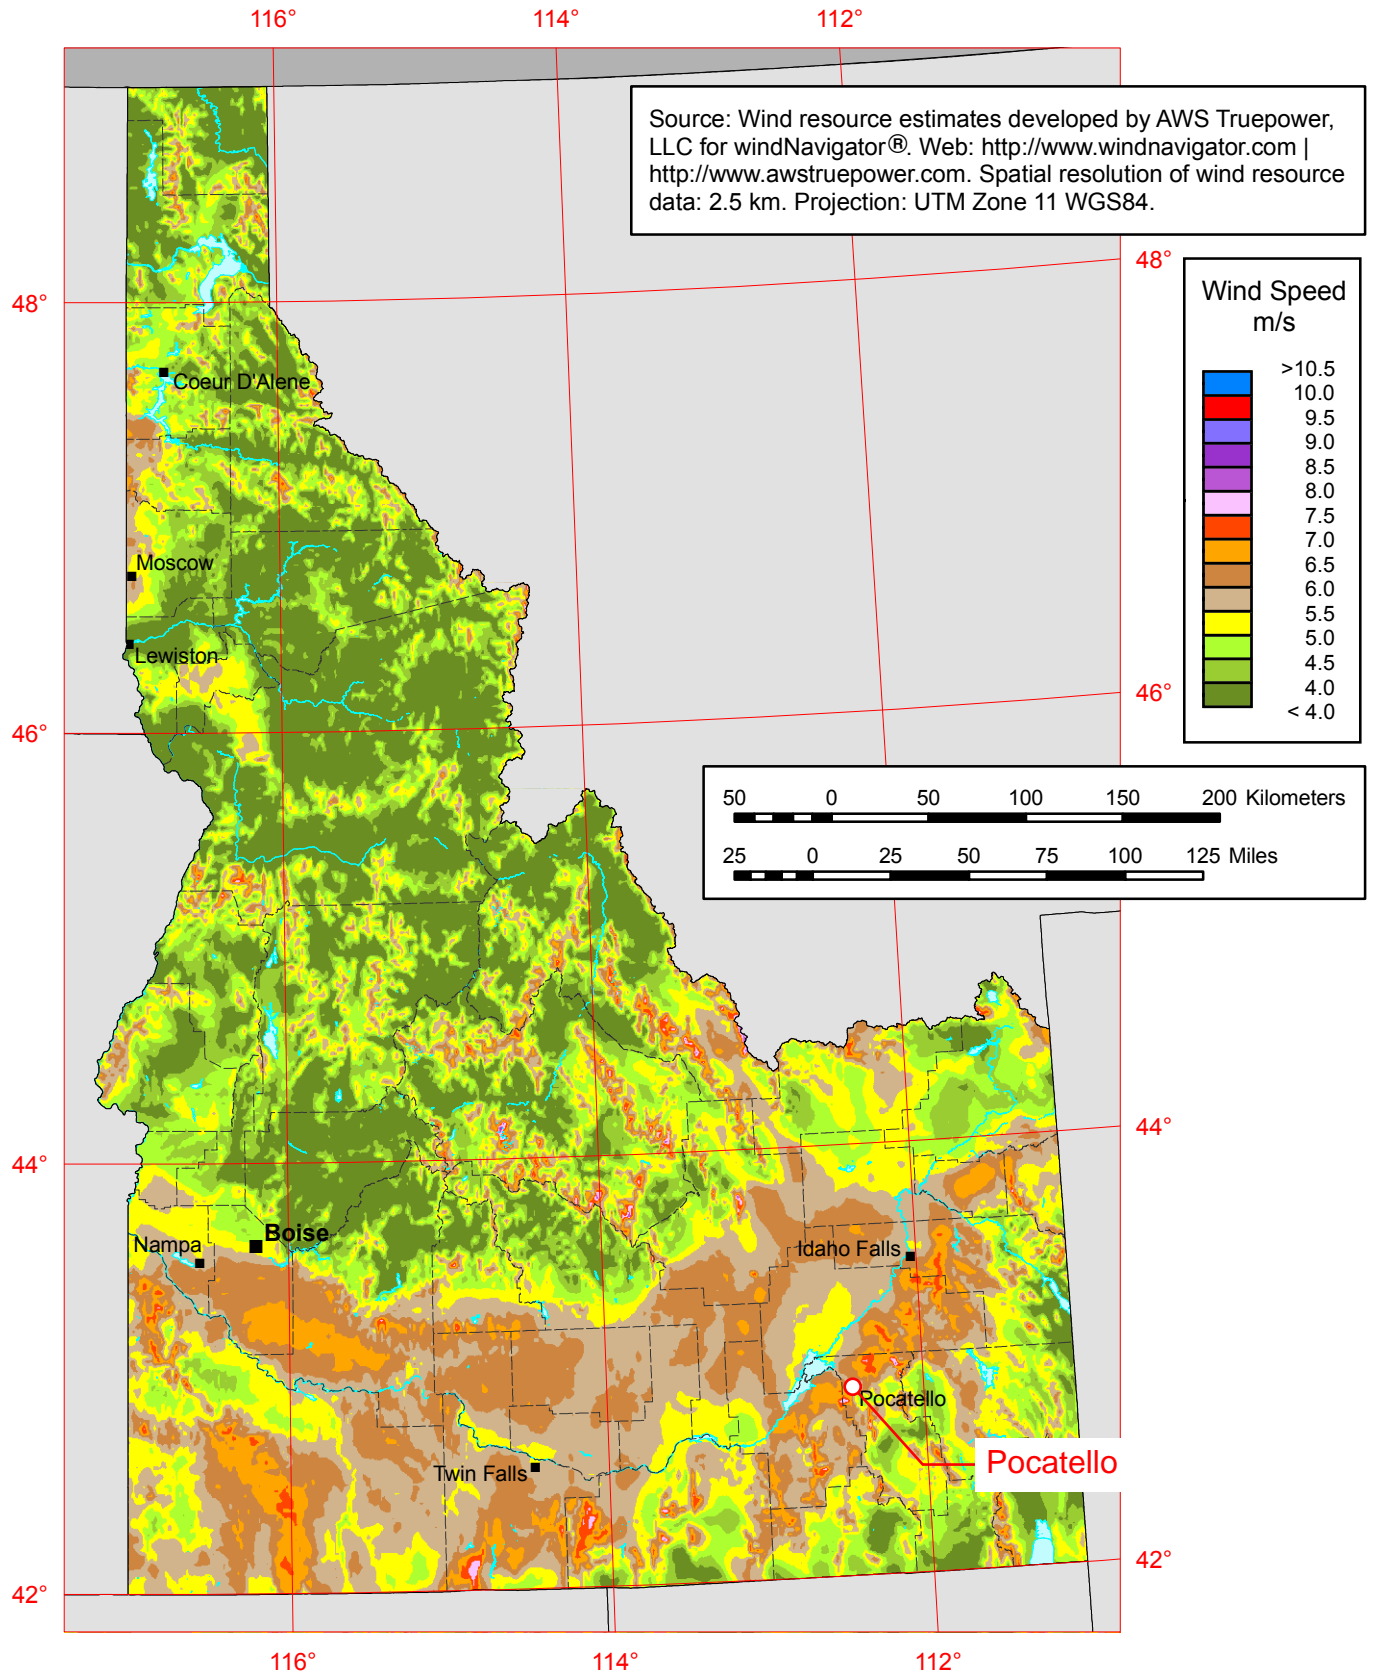 116°
114°
112°
Source: Wind resource estimates developed by AWS Truepower,
LLC for windNavigator®. Web: http://www.windnavigator.com |
http://www.awstruepower.com. Spatial resolution of wind resource
data: 2.5 km. Projection: UTM Zone 11 WGS84.
48°
48°
Wind Speed
m/s
>10.5
10.0
9.5
9.0
8.5
8.0
7.5
7.0
6.5
6.0
5.5
5.0
4.5
4.0
< 4.0
Coeur D'Alene
Moscow
Lewiston
46°
46°
50 0 50 100 150 200 Kilometers
25 0 25 50 75 100 125 Miles
44°
44°
Boise
Nampa
Idaho Falls
Pocatello
Pocatello
Twin Falls
42°
42°
116°
114°
112°